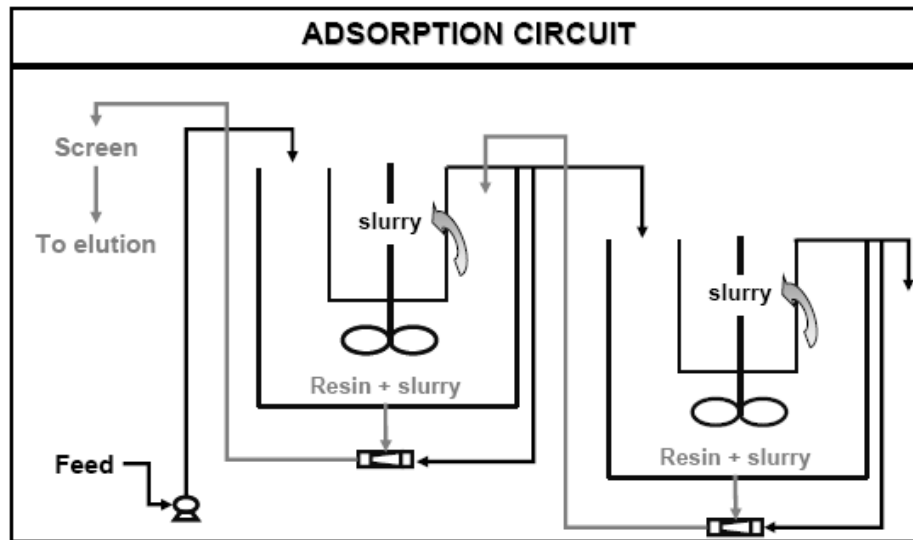 ADSORPTION CIRCUIT
Screen
To elution
slurry
slurry
Resin + slurry
Feed
Resin + slurry